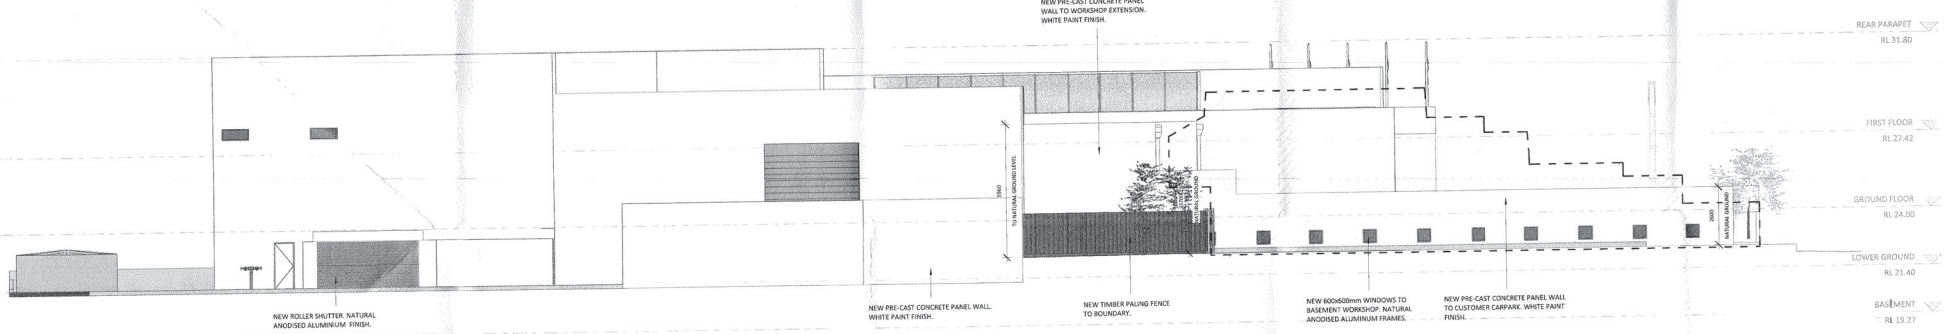 NEW PRE-CAST CONCRETE PANEL
WALL TO WORKSHOP EXTENSION.
WHITE PAINT FINISH.
REAR PARAPET
RL 31.80
FIRST FLOOR
RL 27.42
GROUND FLOOR
RL 24.00
LOWER GROUND
RL 21.40
BASEMENT
RL 19.27
5960
TO NATURAL GROUND LEVEL
NATURAL GROUND
2600
NATURAL GROUND
NEW ROLLER SHUTTER. NATURAL
ANODISED ALUMINIUM FINISH.
NEW PRE-CAST CONCRETE PANEL WALL.
WHITE PAINT FINISH.
NEW TIMBER PALING FENCE
TO BOUNDARY.
NEW 600x600mm WINDOWS TO
BASEMENT WORKSHOP. NATURAL
ANODISED ALUMINUM FRAMES.
NEW PRE-CAST CONCRETE PANEL WALL
TO CUSTOMER CARPARK. WHITE PAINT
FINISH.